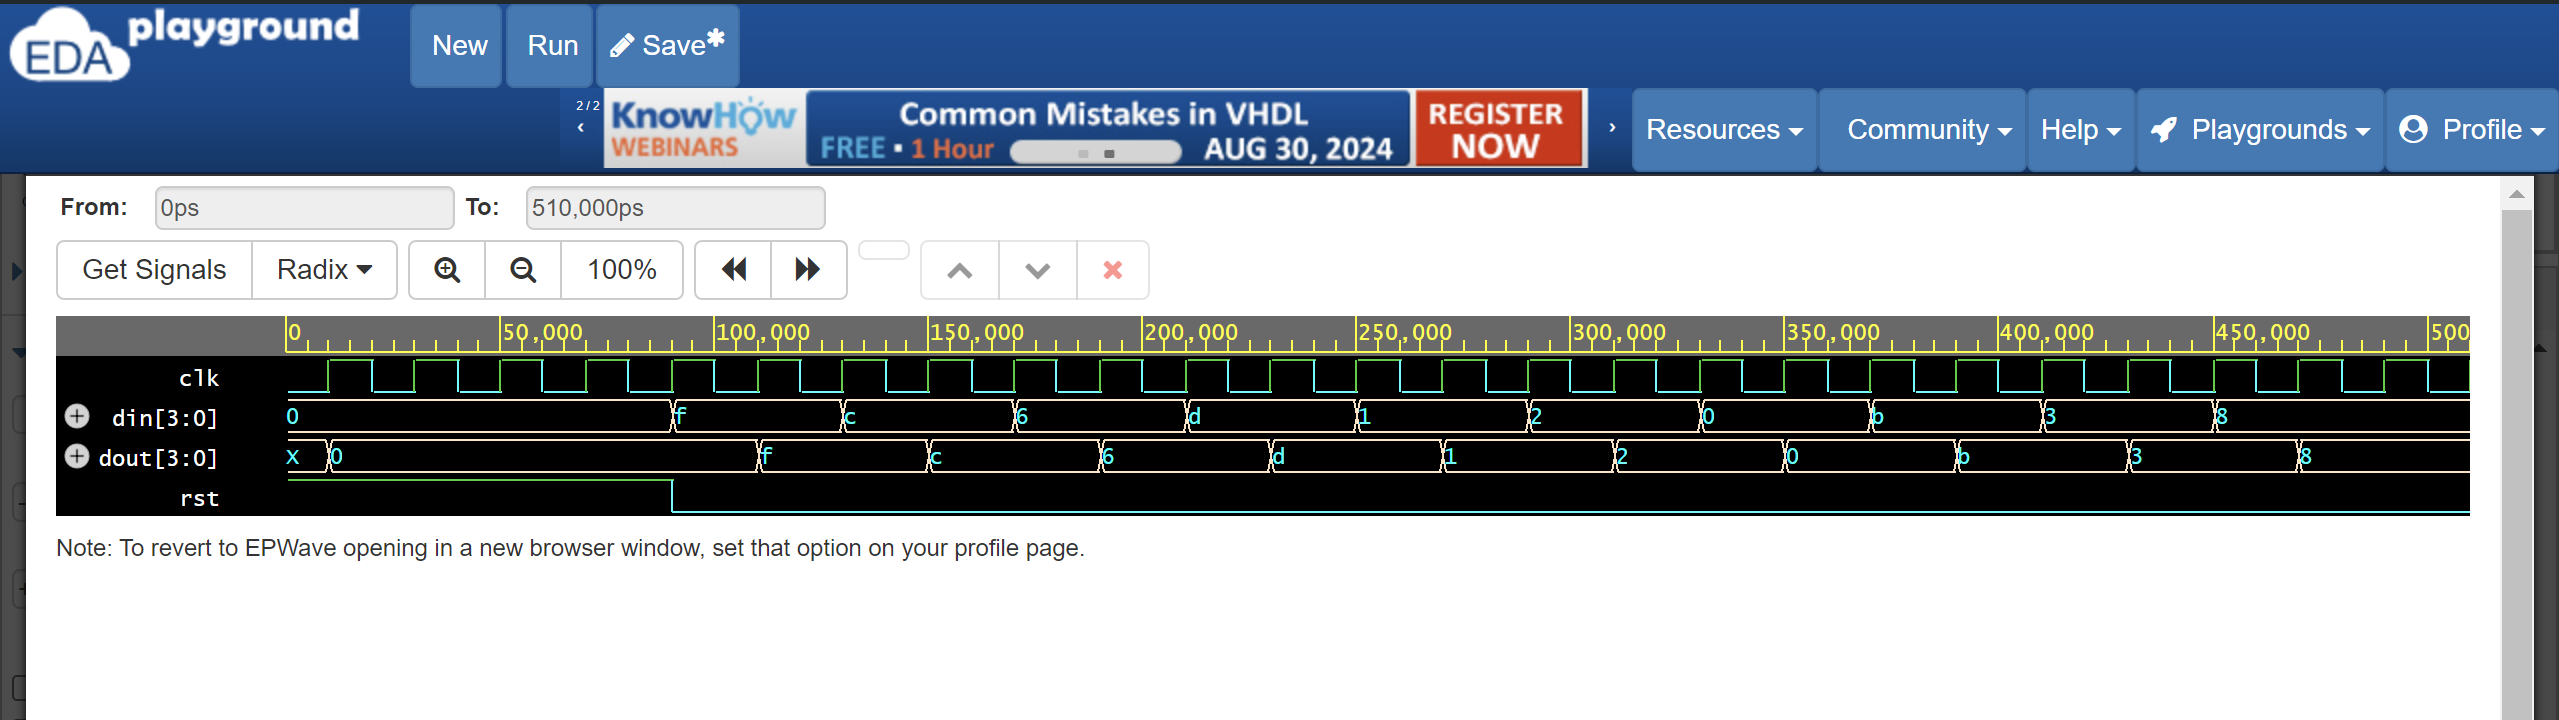 EDA playground
New Run Save*
2 / 2
KnowHow WEBINARS
Common Mistakes in VHDL
FREE ▪ 1 Hour AUG 30, 2024
REGISTER NOW
Resources Community Help Playgrounds Profile
From: 0ps To: 510,000ps
Get Signals Radix 100%
0 50,000 100,000 150,000 200,000 250,000 300,000 350,000 400,000 450,000 500
clk
din[3:0] 0 f c 6 d 1 2 0 b 3 8
dout[3:0] x 0 f c 6 d 1 2 0 b 3 8
rst
Note: To revert to EPWave opening in a new browser window, set that option on your profile page.